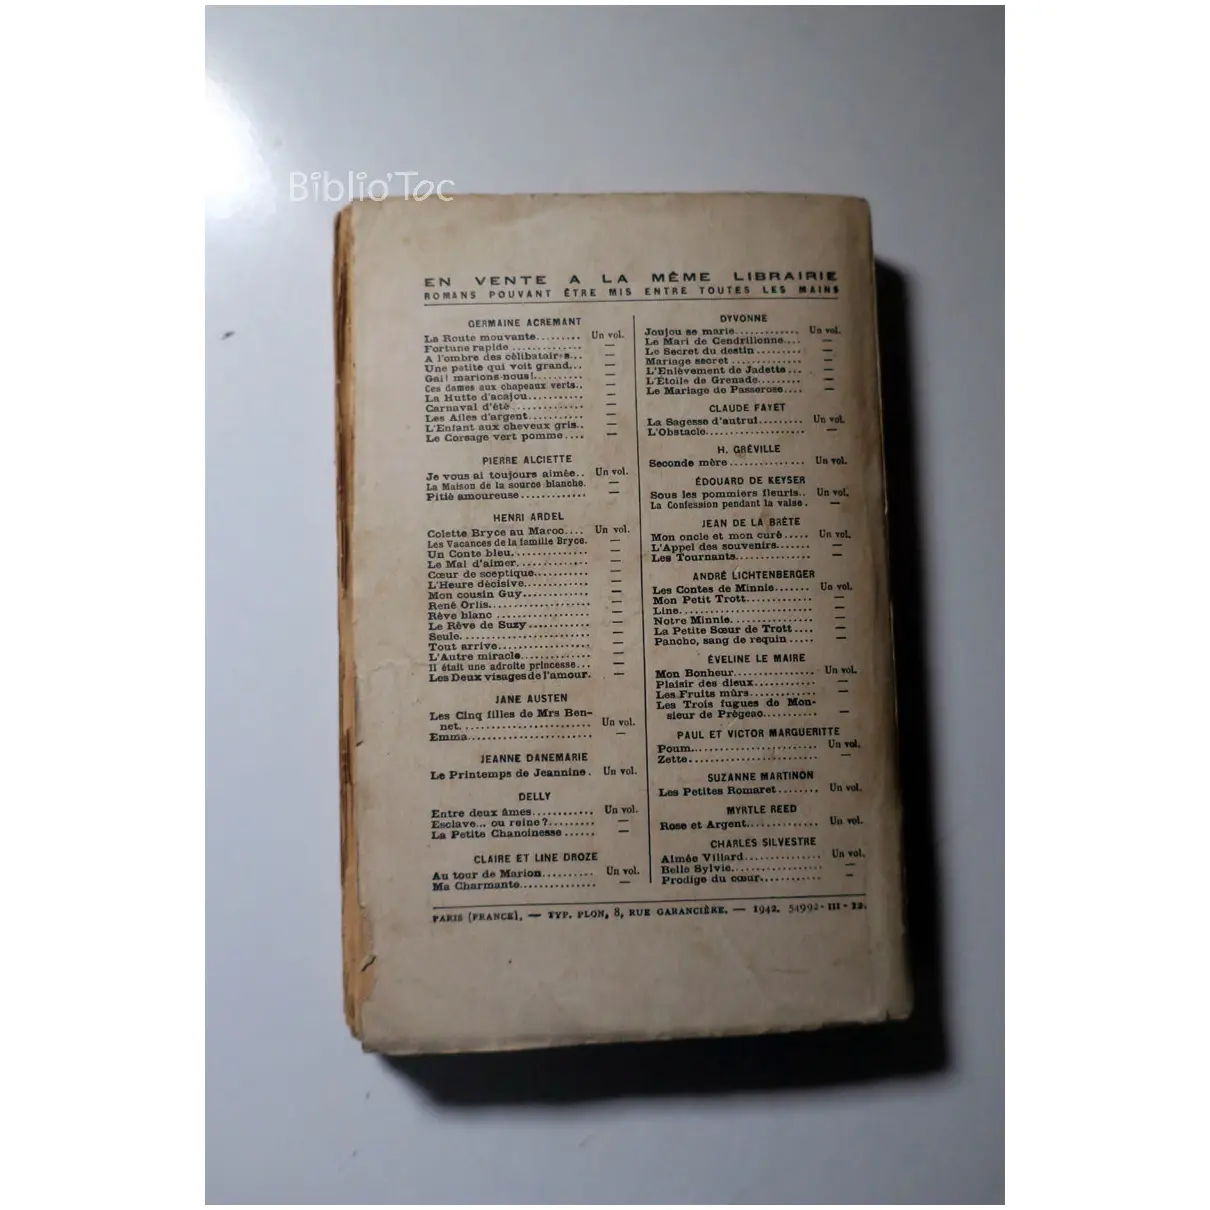 Biblio'Toc
EN VENTE A LA MÊME LIBRAIRIE
ROMANS POUVANT ÊTRE MIS ENTRE TOUTES LES MAINS
GERMAINE ACREMANT
La Route mouvante......... Un vol.
Fortune rapide.............. —
A l'ombre des célibataires... —
Une petite qui voit grand... —
Gai! marions-nous!.......... —
Ces dames aux chapeaux verts.. —
La Hutte d'acajou........... —
Carnaval d'été.............. —
Les Ailes d'argent........... —
L'Enfant aux cheveux gris.. —
Le Corsage vert pomme.... —
PIERRE ALCIETTE
Je vous ai toujours aimée.. Un vol.
La Maison de la source blanche. —
Pitié amoureuse............. —
HENRI ARDEL
Colette Bryce au Maroc.... Un vol.
Les Vacances de la famille Bryce. —
Un Conte bleu............... —
Le Mal d'aimer.............. —
Cœur de sceptique........... —
L'Heure décisive............. —
Mon cousin Guy............. —
René Orlis.................... —
Rêve blanc................... —
Le Rêve de Suzy............ —
Seule......................... —
Tout arrive................... —
L'Autre miracle.............. —
Il était une adroite princesse... —
Les Deux visages de l'amour. —
JANE AUSTEN
Les Cinq filles de Mrs Ben-
net....................... Un vol.
Emma........................ —
JEANNE DANEMARIE
Le Printemps de Jeannine. Un vol.
DELLY
Entre deux âmes............ Un vol.
Esclave... ou reine?......... —
La Petite Chanoinesse...... —
CLAIRE ET LINE DROZE
Au tour de Marion.......... Un vol.
Ma Charmante............... —
DYVONNE
Joujou se marie............. Un vol.
Le Mari de Cendrillonne.... —
Le Secret du destin......... —
Mariage secret.............. —
L'Enlèvement de Jadette... —
L'Étoile de Grenade......... —
Le Mariage de Passerose.... —
CLAUDE FAYET
La Sagesse d'autrui......... Un vol.
L'Obstacle.................... —
H. GRÉVILLE
Seconde mère............... Un vol.
ÉDOUARD DE KEYSER
Sous les pommiers fleuris.. Un vol.
La Confession pendant la valse. —
JEAN DE LA BRÈTE
Mon oncle et mon curé..... Un vol.
L'Appel des souvenirs....... —
Les Tournants............... —
ANDRÉ LICHTENBERGER
Les Contes de Minnie....... Un vol.
Mon Petit Trott............. —
Line........................... —
Notre Minnie................ —
La Petite Sœur de Trott.... —
Pancho, sang de requin..... —
ÉVELINE LE MAIRE
Mon Bonheur................ Un vol.
Plaisir des dieux............ —
Les Fruits mûrs............. —
Les Trois fugues de Mon-
sieur de Prégeac........... —
PAUL ET VICTOR MARGUERITTE
Poum......................... Un vol.
Zette.......................... —
SUZANNE MARTINON
Les Petites Romaret........ Un vol.
MYRTLE REED
Rose et Argent.............. Un vol.
CHARLES SILVESTRE
Aimée Villard............... Un vol.
Belle Sylvie.................. —
Prodige du cœur............ —
PARIS (FRANCE). — TYP. PLON, 8, RUE GARANCIÈRE. — 1942. 54992-III-12.